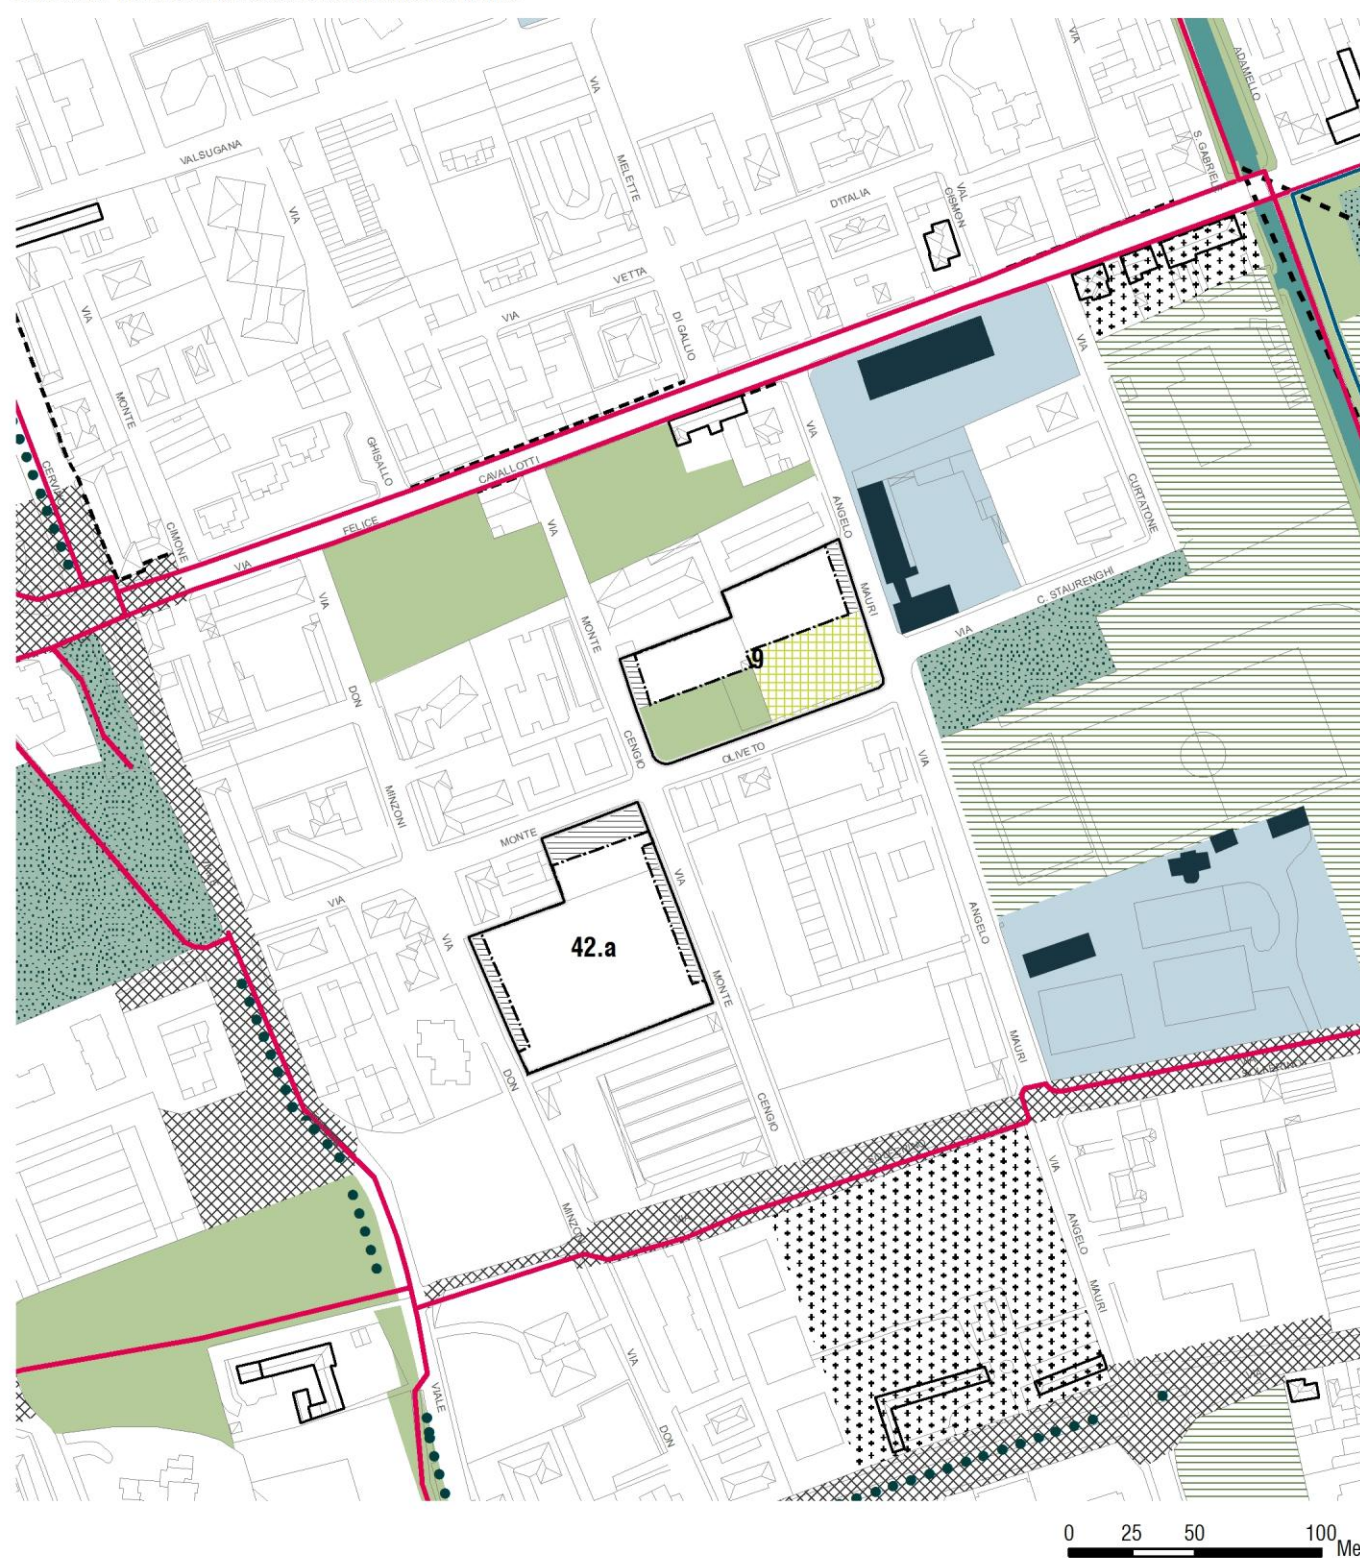 ADAMELLO
VIA
VIA
S. GABRIELE
VALSUGANA
MELETTE
D'ITALIA
VAL
CISMON
VIA
VETTA
VIA
VIA
DI GALLIO
VIA
MONTE
GHISALLO
VIA
CURTATONE
CERVIA
CIMONE
CAVALLOTTI
FELICE
VIA
VIA
VIA
ANGELO
MAURI
C. STAURENGHI
VIA
MONTE
9
DON
CENGIO
OLIVETO
VIA
MINZONI
MONTE
VIA
VIA
VIA
42.a
ANGELO
MONTE
MAURI
DON
CENGIO
VIA
MINZONI
ANGELO
MAURI
VIA
VIALE
DON
0 25 50 100
Me